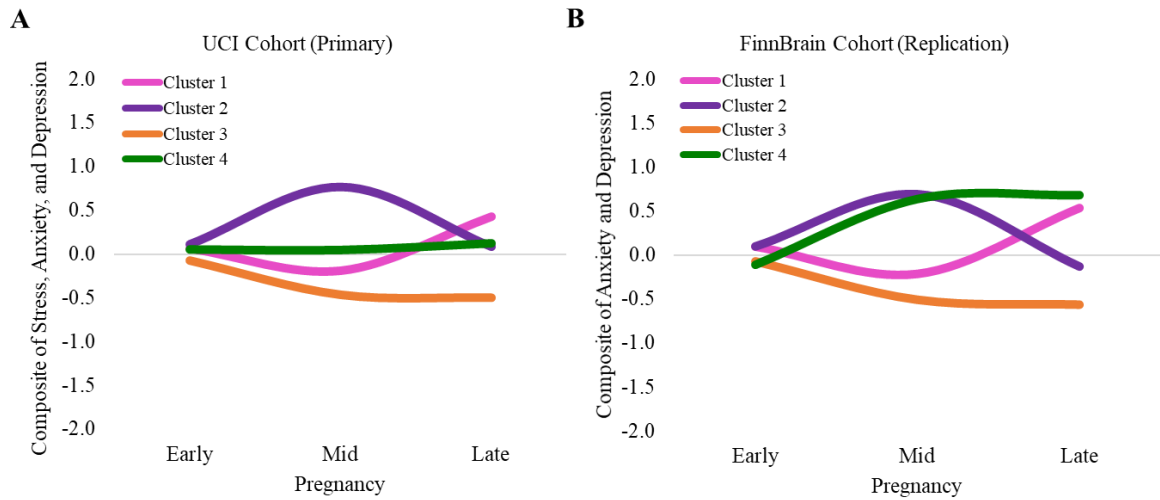 A
UCI Cohort (Primary)
Composite of Stress, Anxiety, and Depression
2.0
1.5
1.0
0.5
0.0
-0.5
-1.0
-1.5
-2.0
Cluster 1
Cluster 2
Cluster 3
Cluster 4
Early
Mid
Late
Pregnancy
B
FinnBrain Cohort (Replication)
Composite of Anxiety and Depression
2.0
1.5
1.0
0.5
0.0
-0.5
-1.0
-1.5
-2.0
Cluster 1
Cluster 2
Cluster 3
Cluster 4
Early
Mid
Late
Pregnancy